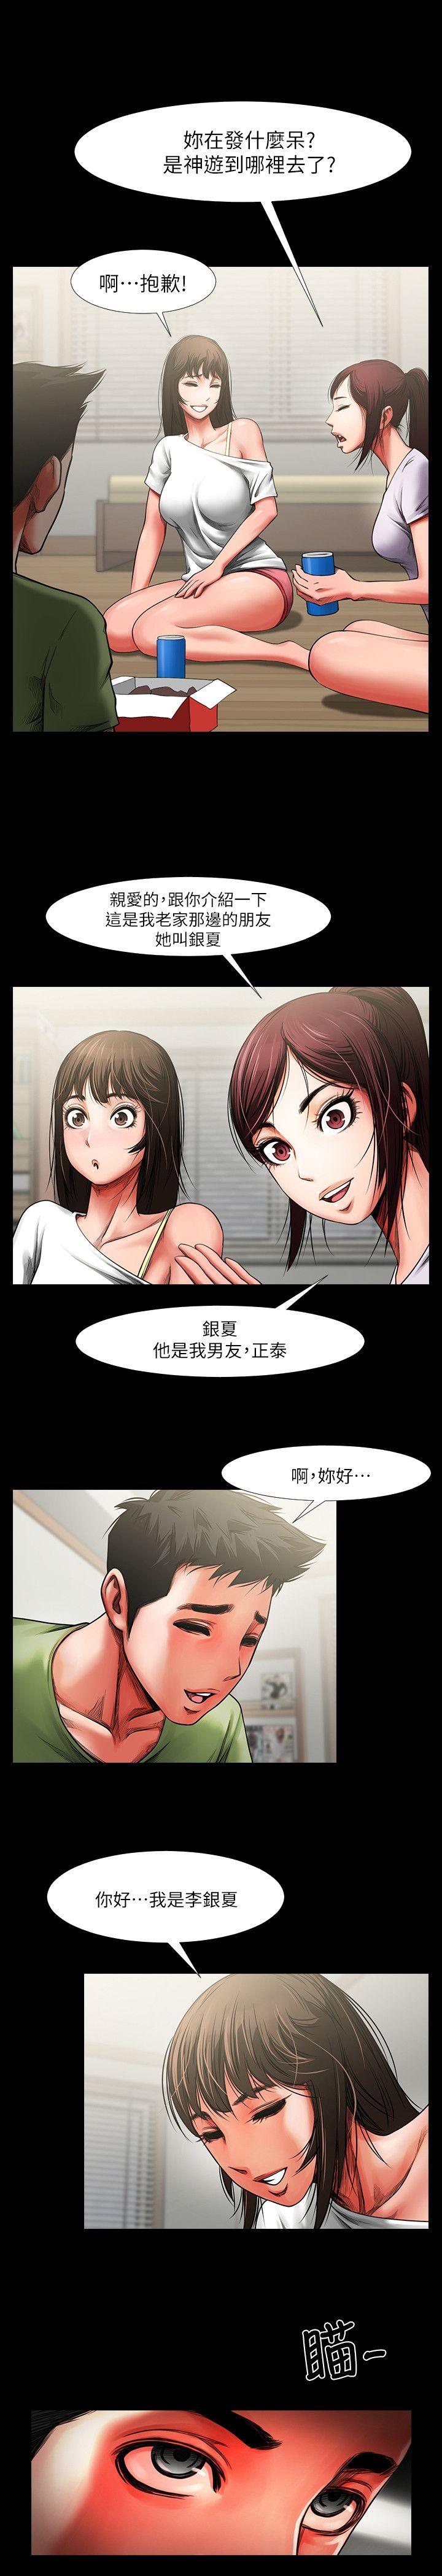 妳在發什麼呆?
是神遊到哪裡去了?
啊⋯抱歉!
親愛的,跟你介紹一下
這是我老家那邊的朋友
她叫銀夏
銀夏
他是我男友,正泰
啊,妳好⋯
你好⋯我是李銀夏
瞄–